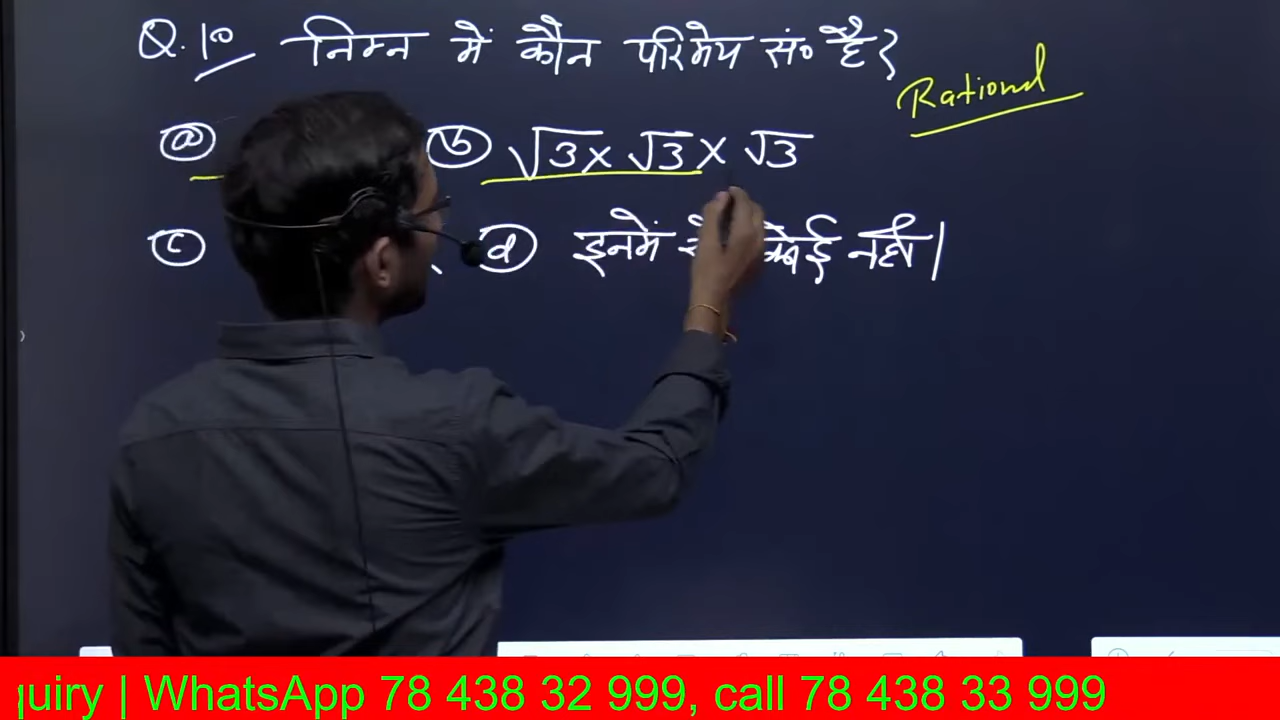 Q.10 निम्न में कौन परिमेय सं० है?
Rational
(a) (b) √3 × √3 × √3
(c) (d) इनमें कोई नहीं।
quiry | WhatsApp 78 438 32 999, call 78 438 33 999